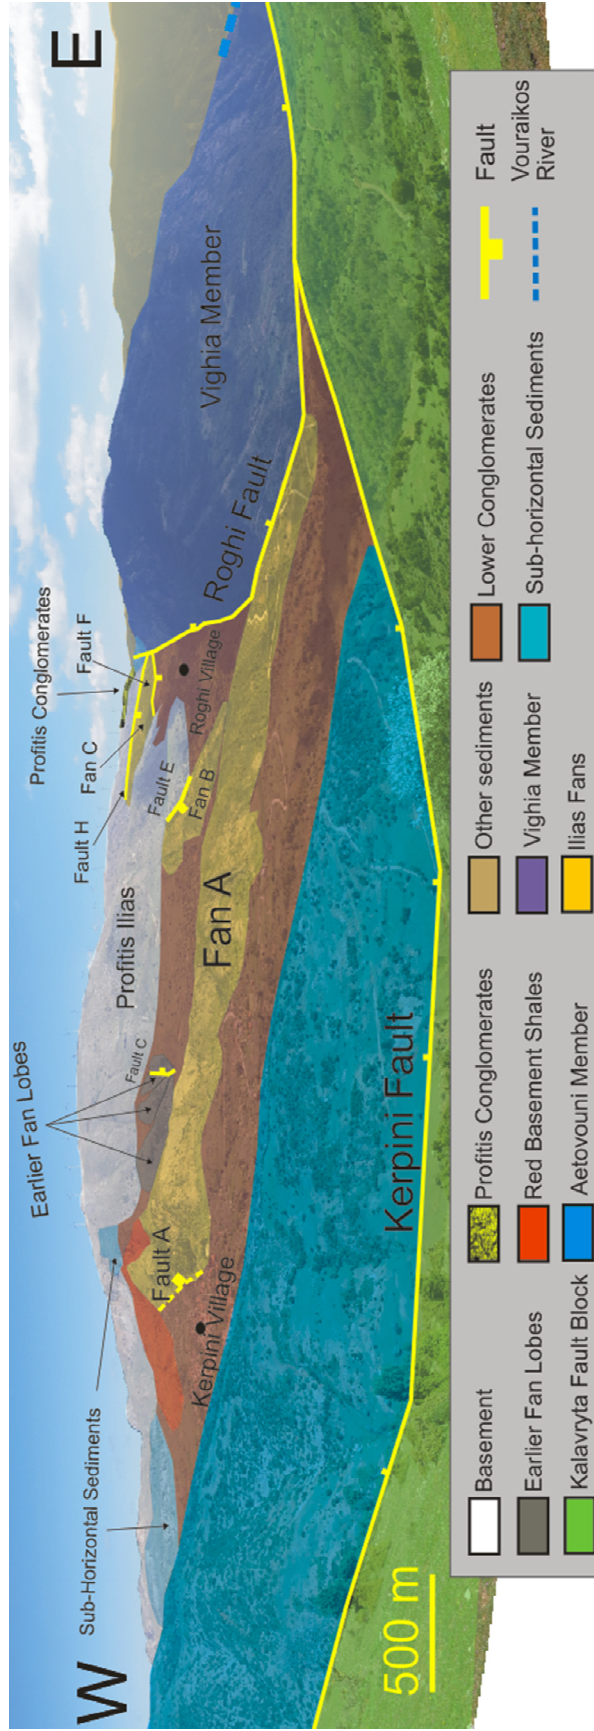 W
E
Sub-Horizontal Sediments
Earlier Fan Lobes
Profitis Conglomerates
Fault H
Fan C
Fault F
Profitis Ilias
Fault C
Fault E
Fan B
Roghi Village
Roghi Fault
Vighia Member
Fault A
Fan A
Kerpini Village
Kerpini Fault
500 m
Basement
Profitis Conglomerates
Other sediments
Lower Conglomerates
Fault
Earlier Fan Lobes
Red Basement Shales
Vighia Member
Sub-horizontal Sediments
Vouraikos
River
Kalavryta Fault Block
Aetovouni Member
Ilias Fans